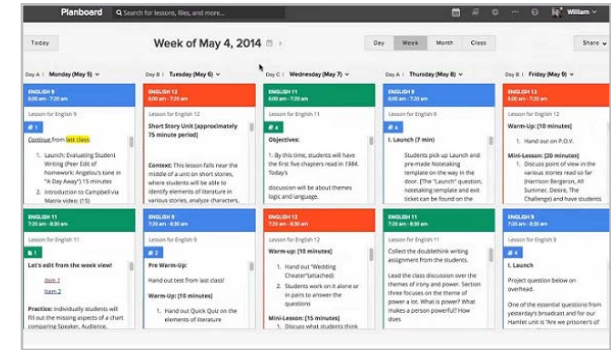 Planboard
Search for lessons, files, and more...
William
Today
Week of May 4, 2014
Day
Week
Month
Class
Share
Day A | Monday (May 5)
Day B | Tuesday (May 6)
Day C | Wednesday (May 7)
Day A | Thursday (May 8)
Day B | Friday (May 9)
ENGLISH 9
6:00 am - 7:20 am
Lesson for English 9
1
Continue from last class:
1. Launch: Evaluating Student
Writing (Peer Edit of
homework: Angelou's tone in
"A Day Away") 15 minutes
2. Introduction to Campbell via
Matrix video: (15)
ENGLISH 12
6:00 am - 7:20 am
Lesson for English 12
Short Story Unit [approximately
75 minute period]
Context: This lesson falls near the
middle of a unit on short stories,
where students will be able to
identify elements of literature in
various stories, analyze characters,
ENGLISH 11
6:00 am - 7:20 am
Lesson for English 11
4
Objectives:
1. By this time, students will have
the first five chapters read in 1984.
Today's
discussion will be about themes
logic and language.
ENGLISH 9
6:00 am - 7:20 am
Lesson for English 9
I. Launch (7 min)
Students pick up Launch and
pre-made Notetaking
template on the way in the
door. [The "Launch" question,
notetaking template and exit
ticket can be found on the
ENGLISH 12
6:00 am - 7:20 am
Lesson for English 12
Warm-Up: [10 minutes]
1. Hand out on P.O.V.
Mini-Lesson: [20 minutes]
1. Discuss point of view in the
various stories read so far
(Harrison Bergeron, All
Summer, Desire, The
Challenge) and have students
ENGLISH 11
7:20 am - 8:30 am
Lesson for English 11
1
Let's edit from the week view!
item 1
item 2
Practice: Individually students will
fill out the missing aspects of a chart
comparing Speaker, Audience,
ENGLISH 9
7:20 am - 8:30 am
Lesson for English 9
Pre Warm-Up:
Hand out test from last class!
Warm-Up: (10 minutes)
1. Hand out Quick Quiz on the
elements of literature
ENGLISH 12
7:20 am - 8:30 am
Lesson for English 12
Warm-up: [10 minutes]
1. Hand out "Wedding
Cheater"(attached)
2. Students work on it alone or
in pairs to answer the
questions
Mini-Lesson: [15 minutes]
1. Discuss what students think
ENGLISH 11
7:20 am - 8:30 am
Collect the doublethink writing
assignment from the students.
Lead the class discussion over the
themes of irony and power. Section
three focuses on the theme of
power a lot. What is power? What
makes a person powerful? How
does
ENGLISH 9
7:20 am - 8:30 am
Lesson for English 9
4
I. Launch
Project question below on
overhead.
One of the essential questions from
yesterday's broadcast and for our
Hamlet unit is "Are we prisoners of